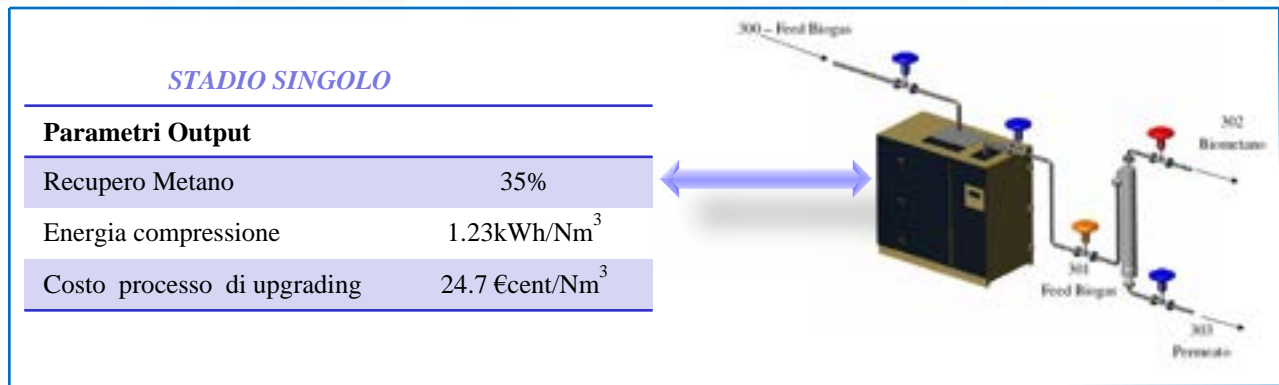 STADIO SINGOLO
Parametri Output
Recupero Metano 35%
Energia compressione 1.23kWh/Nm³
Costo processo di upgrading 24.7 €cent/Nm³
300 – Feed Biogas
302
Biometano
301
Feed Biogas
303
Permeato